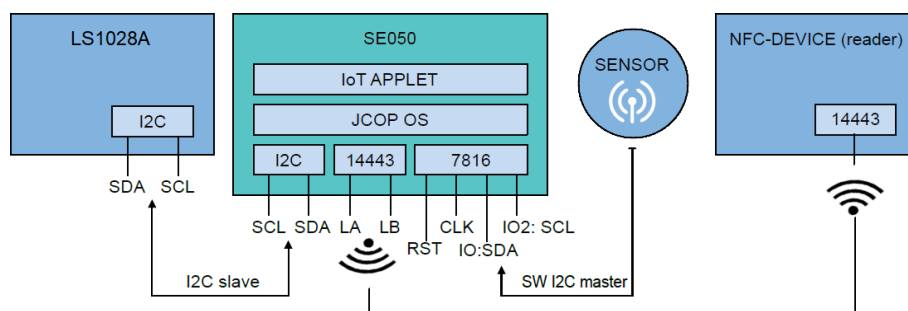 LS1028A
I2C
SDA SCL
SE050
IoT APPLET
JCOP OS
I2C
14443
7816
SCL SDA LA LB RST CLK IO:SDA IO2: SCL
I2C slave
SW I2C master
SENSOR
NFC-DEVICE (reader)
14443